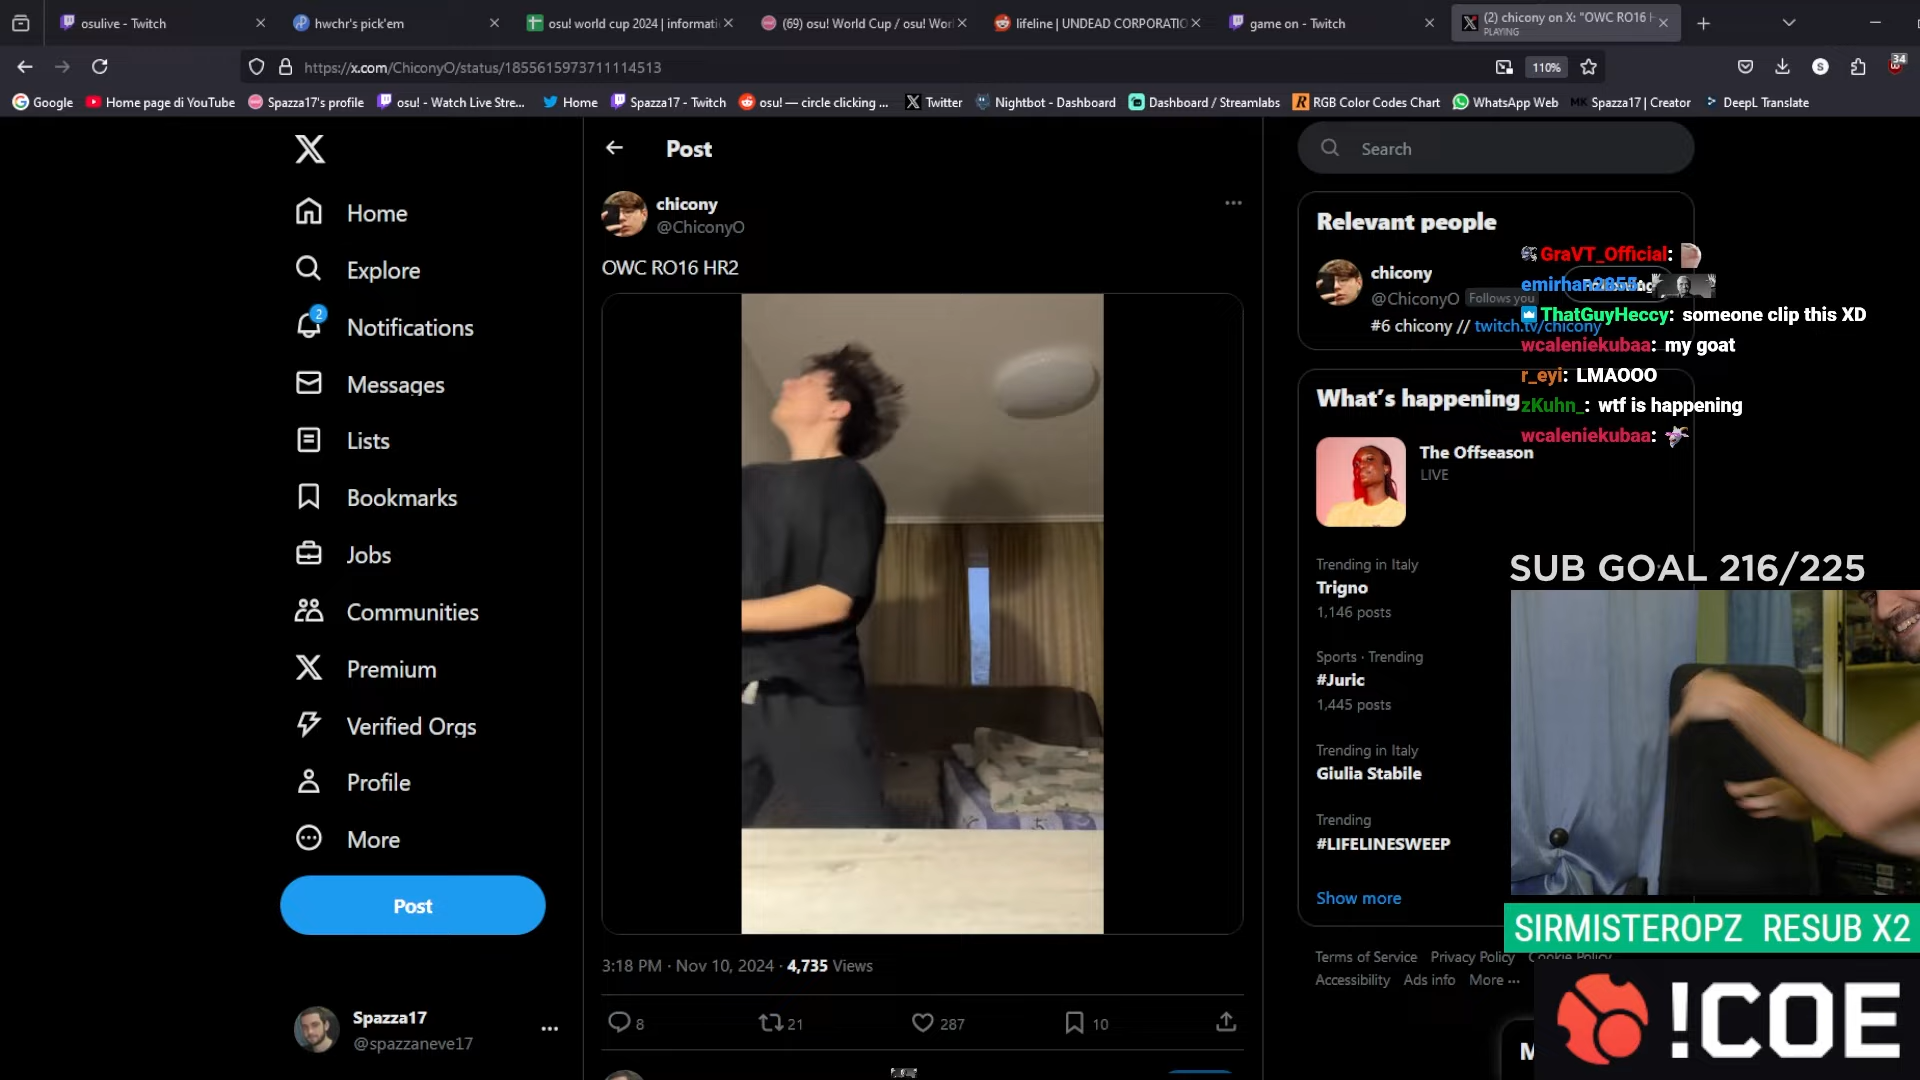 osulive - Twitch
hwchr's pick'em
osu! world cup 2024 | informati
(69) osu! World Cup / osu! Wor
lifeline | UNDEAD CORPORATIO
game on - Twitch
(2) chicony on X: "OWC RO16 H
PLAYING
https://x.com/ChiconyO/status/1855615973711114513
110%
34
Google
Home page di YouTube
Spazza17's profile
osu! - Watch Live Stre...
Home
Spazza17 - Twitch
osu! — circle clicking ...
Twitter
Nightbot - Dashboard
Dashboard / Streamlabs
RGB Color Codes Chart
WhatsApp Web
Spazza17 | Creator
DeepL Translate
Home
Explore
2
Notifications
Messages
Lists
Bookmarks
Jobs
Communities
Premium
Verified Orgs
Profile
More
Post
Spazza17
@spazzaneve17
Post
chicony
@ChiconyO
OWC RO16 HR2
3:18 PM · Nov 10, 2024 · 4,735 Views
8
21
287
10
Search
Relevant people
chicony
@ChiconyO Follows you
#6 chicony // twitch.tv/chicony
What's happening
The Offseason
LIVE
Trending in Italy
Trigno
1,146 posts
Sports · Trending
#Juric
1,445 posts
Trending in Italy
Giulia Stabile
Trending
#LIFELINESWEEP
Show more
Terms of Service Privacy Policy Cookie Policy
Accessibility Ads info More ...
GraVT_Official:
ThatGuyHeccy: someone clip this XD
wcaleniekubaa: my goat
r_eyi: LMAOOO
zKuhn_: wtf is happening
wcaleniekubaa:
SUB GOAL 216/225
SIRMISTEROPZ RESUB X2
!COE